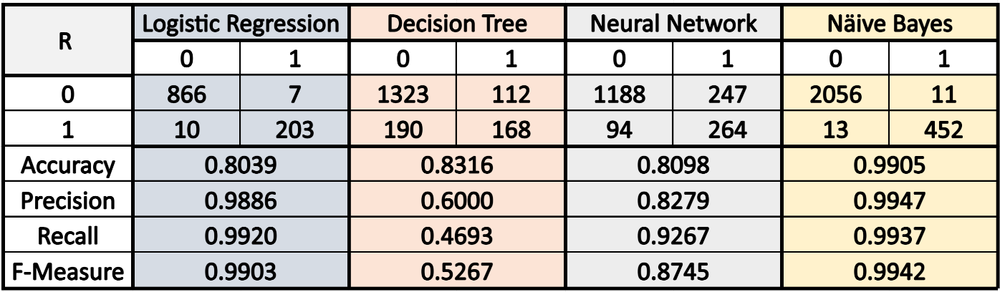 R Logistic Regression Decision Tree Neural Network Näive Bayes
0 1 0 1 0 1 0 1
0 866 7 1323 112 1188 247 2056 11
1 10 203 190 168 94 264 13 452
Accuracy 0.8039 0.8316 0.8098 0.9905
Precision 0.9886 0.6000 0.8279 0.9947
Recall 0.9920 0.4693 0.9267 0.9937
F-Measure 0.9903 0.5267 0.8745 0.9942